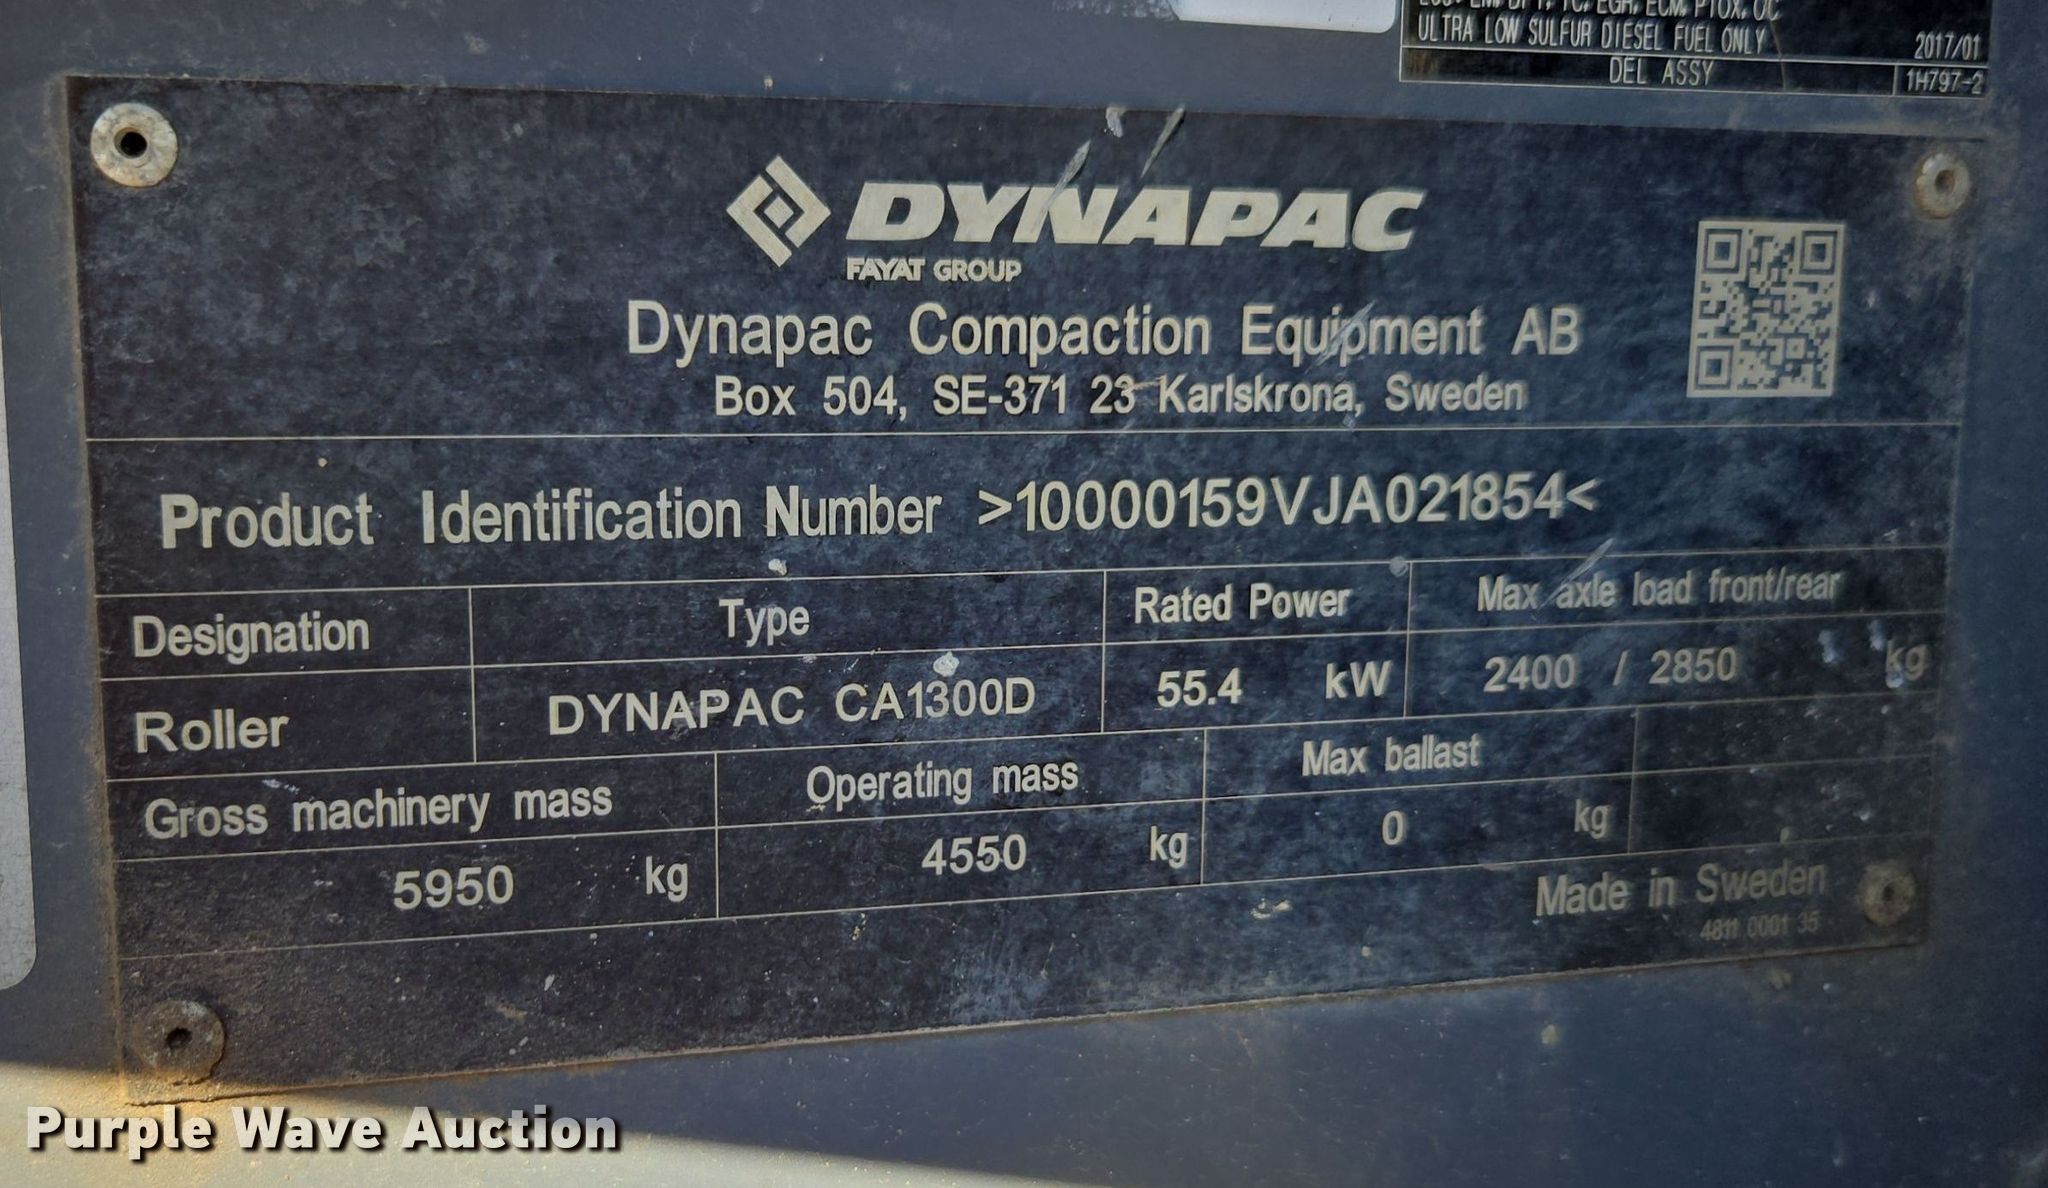 ULTRA LOW SULFUR DIESEL FUEL ONLY
2017/01
DEL ASSY
1H797-2
DYNAPAC
FAYAT GROUP
Dynapac Compaction Equipment AB
Box 504, SE-371 23 Karlskrona, Sweden
Product Identification Number >10000159VJA021854<
Designation Type Rated Power Max axle load front/rear
Roller DYNAPAC CA1300D 55.4 kW 2400 / 2850 kg
Gross machinery mass Operating mass Max ballast
5950 kg 4550 kg 0 kg
Made in Sweden
4811 0001 35
Purple Wave Auction